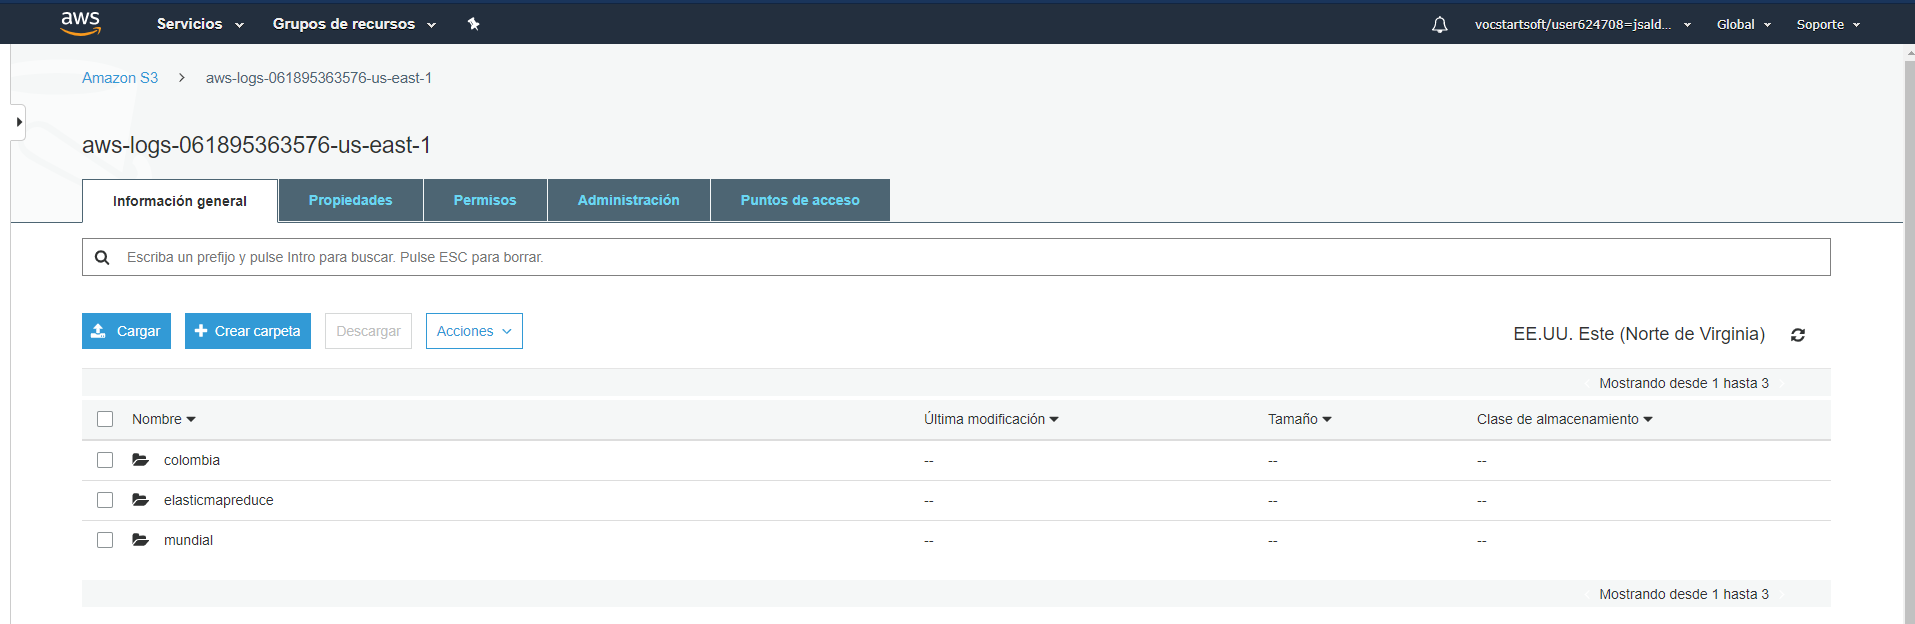 aws Servicios Grupos de recursos vocstartsoft/user624708=jsald... Global Soporte
Amazon S3 > aws-logs-061895363576-us-east-1
aws-logs-061895363576-us-east-1
Información general Propiedades Permisos Administración Puntos de acceso
Escriba un prefijo y pulse Intro para buscar. Pulse ESC para borrar.
Cargar Crear carpeta Descargar Acciones EE.UU. Este (Norte de Virginia)
Mostrando desde 1 hasta 3
Nombre Última modificación Tamaño Clase de almacenamiento
colombia -- -- --
elasticmapreduce -- -- --
mundial -- -- --
Mostrando desde 1 hasta 3